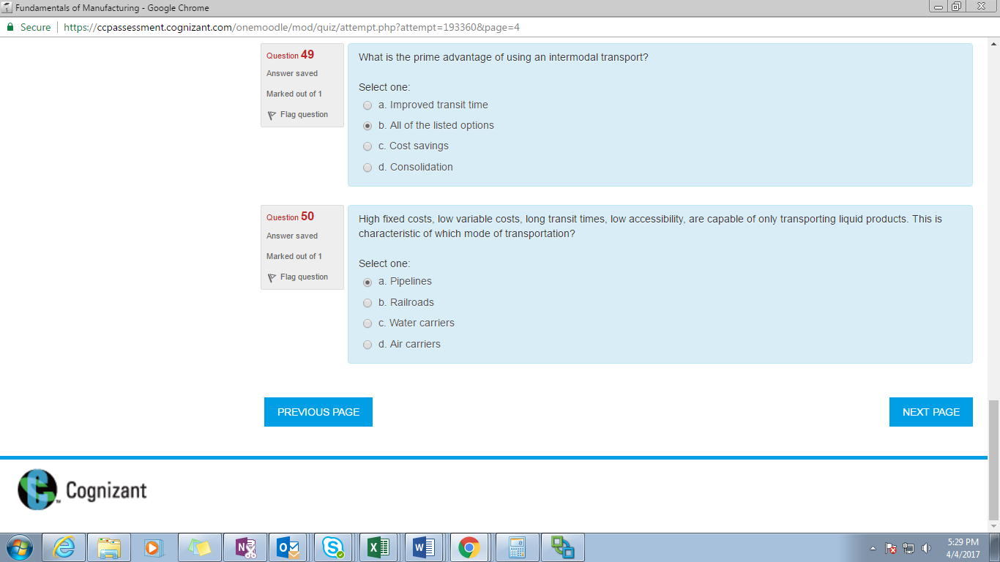 Fundamentals of Manufacturing - Google Chrome
Secure https://ccpassessment.cognizant.com/onemoodle/mod/quiz/attempt.php?attempt=193360&page=4
Question 49
Answer saved
Marked out of 1
Flag question
What is the prime advantage of using an intermodal transport?
Select one:
a. Improved transit time
b. All of the listed options
c. Cost savings
d. Consolidation
Question 50
Answer saved
Marked out of 1
Flag question
High fixed costs, low variable costs, long transit times, low accessibility, are capable of only transporting liquid products. This is
characteristic of which mode of transportation?
Select one:
a. Pipelines
b. Railroads
c. Water carriers
d. Air carriers
PREVIOUS PAGE
NEXT PAGE
Cognizant
5:29 PM
4/4/2017